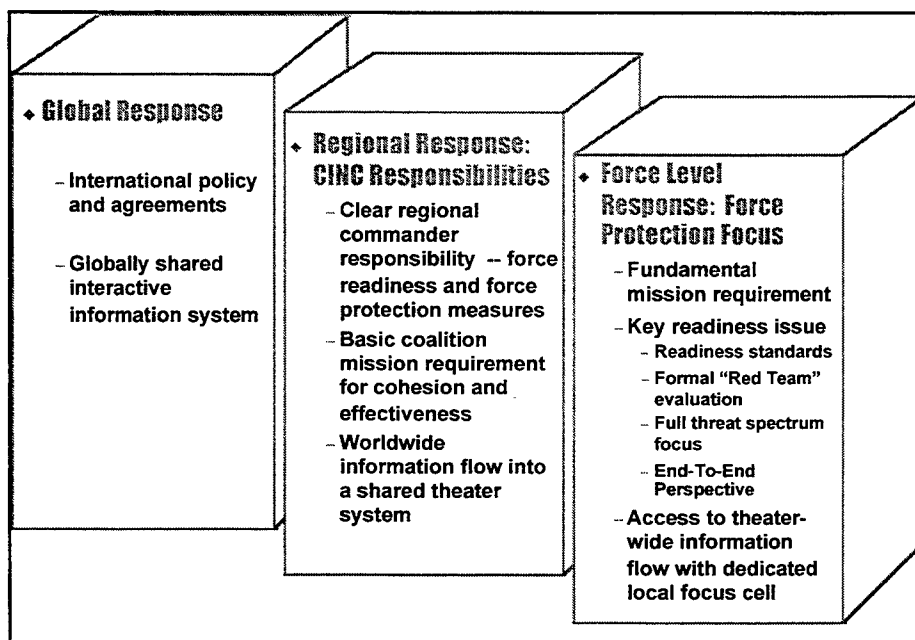 ◆ Global Response
– International policy
and agreements
– Globally shared
interactive
information system
◆ Regional Response:
CINC Responsibilities
– Clear regional
commander
responsibility -- force
readiness and force
protection measures
– Basic coalition
mission requirement
for cohesion and
effectiveness
– Worldwide
information flow into
a shared theater
system
◆ Force Level
Response: Force
Protection Focus
– Fundamental
mission requirement
– Key readiness issue
– Readiness standards
– Formal “Red Team”
evaluation
– Full threat spectrum
focus
– End-To-End
Perspective
– Access to theater-
wide information
flow with dedicated
local focus cell